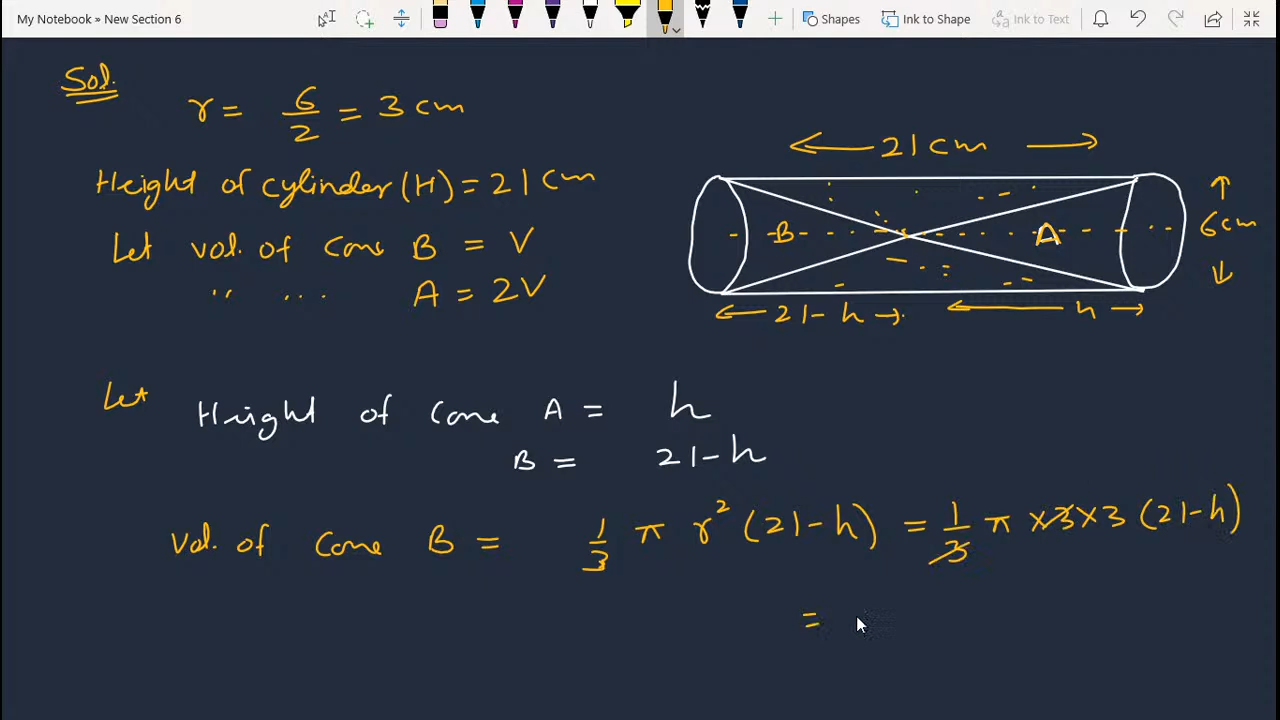 My Notebook » New Section 6
Shapes
Ink to Shape
Ink to Text
Sol.
r = 6/2 = 3 cm
Height of cylinder (H) = 21 cm
Let vol. of Cone B = V
" ... A = 2V
21 cm
B
A
6cm
21 - h
h
Let Height of Cone A = h
B = 21-h
Vol. of Cone B = 1/3 π r² (21-h) = 1/3 π ×3×3 (21-h)
=